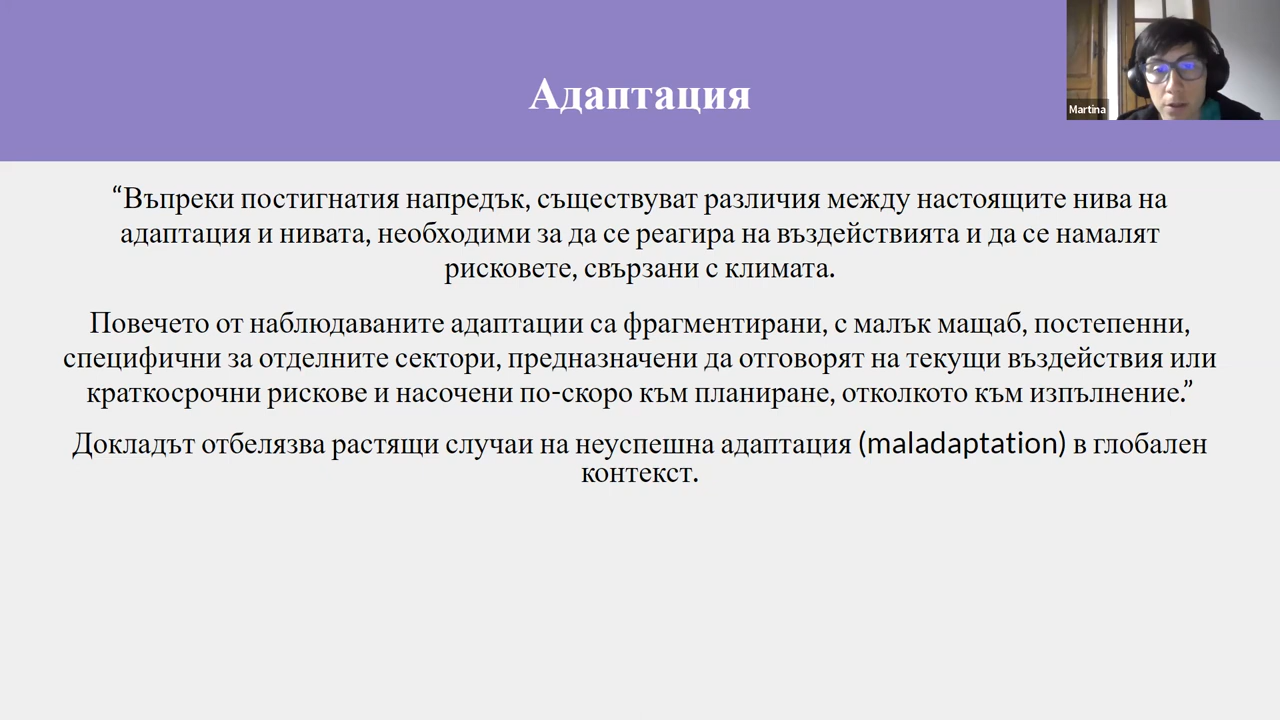 Адаптация
Martina
“Въпреки постигнатия напредък, съществуват различия между настоящите нива на
адаптация и нивата, необходими за да се реагира на въздействията и да се намалят
рисковете, свързани с климата.
Повечето от наблюдаваните адаптации са фрагментирани, с малък мащаб, постепенни,
специфични за отделните сектори, предназначени да отговорят на текущи въздействия или
краткосрочни рискове и насочени по-скоро към планиране, отколкото към изпълнение.”
Докладът отбелязва растящи случаи на неуспешна адаптация (maladaptation) в глобален
контекст.